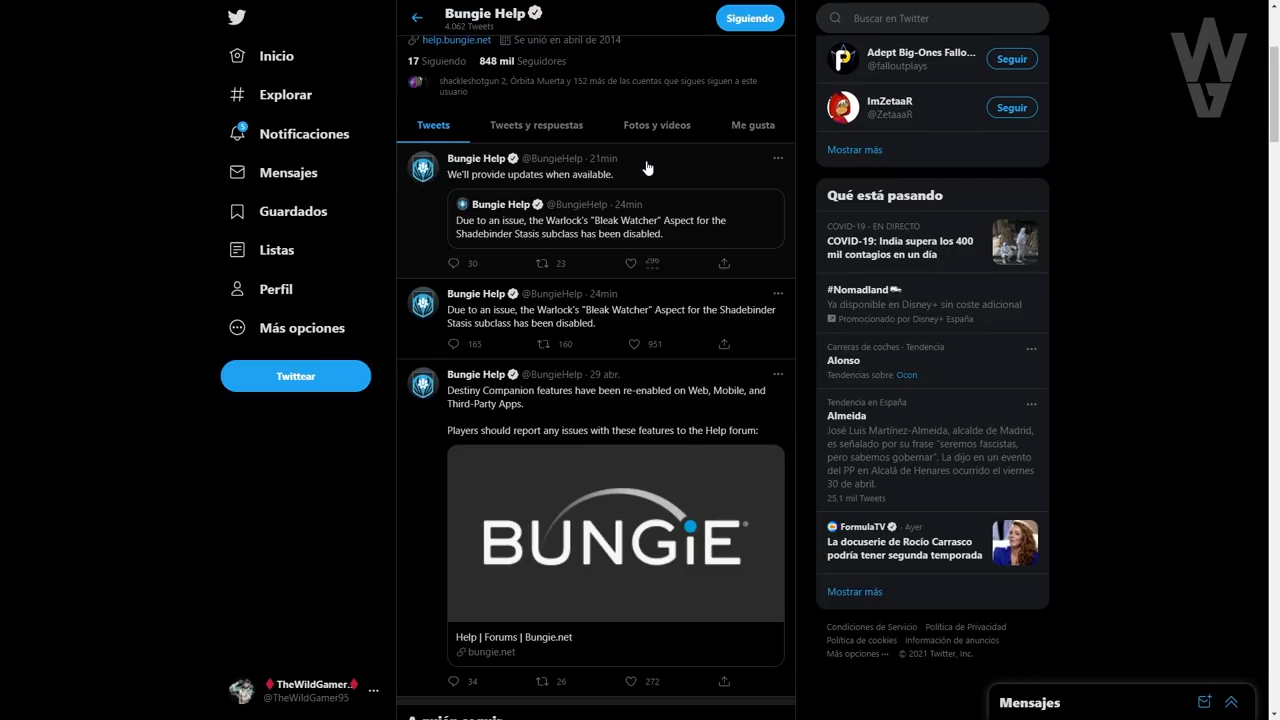 Inicio
Explorar
5
Notificaciones
Mensajes
Guardados
Listas
Perfil
Más opciones
Twittear
TheWildGamer..
@TheWildGamer95
Bungie Help
4.062 Tweets
Siguiendo
help.bungie.net Se unió en abril de 2014
17 Siguiendo 848 mil Seguidores
shackleshotgun 2, Órbita Muerta y 152 más de las cuentas que sigues siguen a este
usuario
Tweets Tweets y respuestas Fotos y videos Me gusta
Bungie Help @BungieHelp · 21min
We'll provide updates when available.
Bungie Help @BungieHelp · 24min
Due to an issue, the Warlock's "Bleak Watcher" Aspect for the
Shadebinder Stasis subclass has been disabled.
30 23 296
Bungie Help @BungieHelp · 24min
Due to an issue, the Warlock's "Bleak Watcher" Aspect for the Shadebinder
Stasis subclass has been disabled.
165 160 951
Bungie Help @BungieHelp · 29 abr.
Destiny Companion features have been re-enabled on Web, Mobile, and
Third-Party Apps.
Players should report any issues with these features to the Help forum:
BUNGiE
Help | Forums | Bungie.net
bungie.net
34 26 272
A quién seguir
Buscar en Twitter
Adept Big-Ones Fallo...
@falloutplays
Seguir
ImZetaaR
@ZetaaaR
Seguir
Mostrar más
Qué está pasando
COVID-19 · EN DIRECTO
COVID-19: India supera los 400
mil contagios en un día
#Nomadland
Ya disponible en Disney+ sin coste adicional
Promocionado por Disney+ España
Carreras de coches · Tendencia
Alonso
Tendencias sobre Ocon
Tendencia en España
Almeida
José Luis Martínez-Almeida, alcalde de Madrid,
es señalado por su frase "seremos fascistas,
pero sabemos gobernar". La dijo en un evento
del PP en Alcalá de Henares ocurrido el viernes
30 de abril.
25,1 mil Tweets
FormulaTV · Ayer
La docuserie de Rocío Carrasco
podría tener segunda temporada
Mostrar más
Condiciones de Servicio Política de Privacidad
Política de cookies Información de anuncios
Más opciones ··· © 2021 Twitter, Inc.
Mensajes
WG